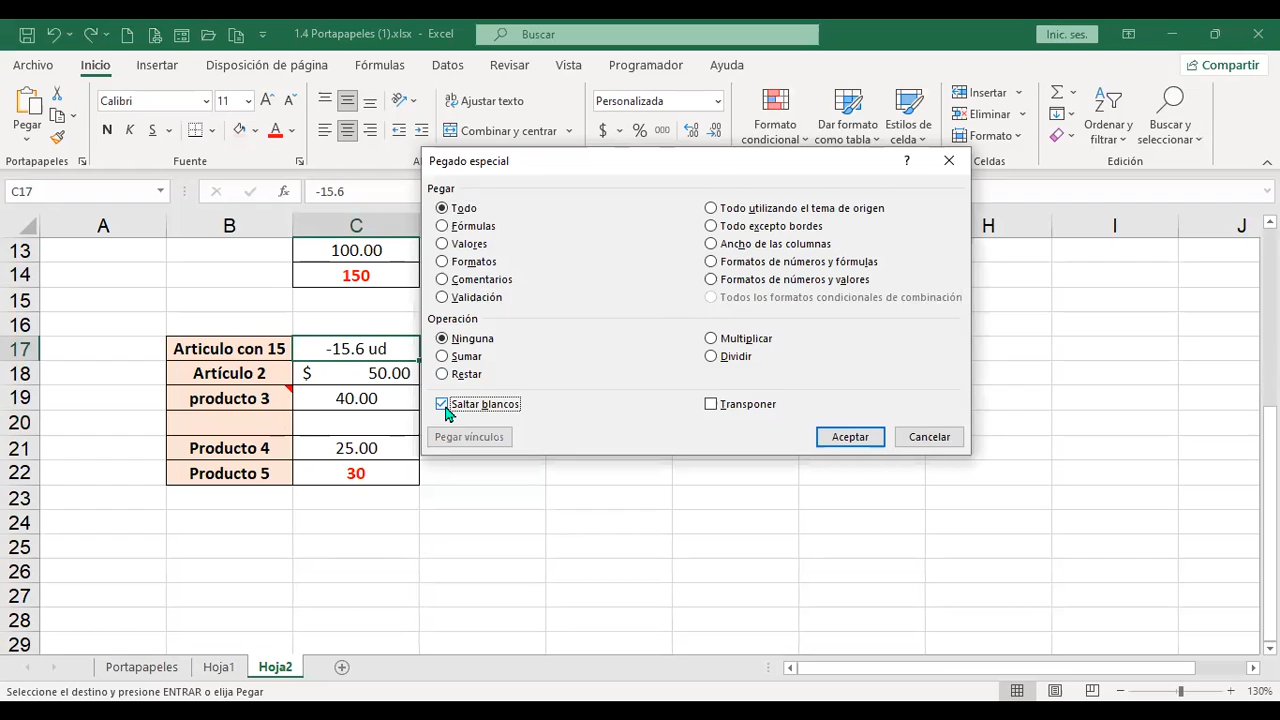 1.4 Portapapeles (1).xlsx - Excel
Buscar
Inic. ses.
Archivo Inicio Insertar Disposición de página Fórmulas Datos Revisar Vista Programador Ayuda Compartir
Pegar
Calibri 11
N K S
Ajustar texto
Combinar y centrar
Personalizada
$ % 000
Formato condicional
Dar formato como tabla
Estilos de celda
Insertar
Eliminar
Formato
Ordenar y filtrar
Buscar y seleccionar
Portapapeles Fuente Celdas Edición
C17 fx -15.6
A B C H I J
Pegado especial ?
Pegar
Todo Todo utilizando el tema de origen
Fórmulas Todo excepto bordes
Valores Ancho de las columnas
Formatos Formatos de números y fórmulas
Comentarios Formatos de números y valores
Validación Todos los formatos condicionales de combinación
Operación
Ninguna Multiplicar
Sumar Dividir
Restar
Saltar blancos Transponer
Pegar vínculos Aceptar Cancelar
13 100.00
14 150
15
16
17 Articulo con 15 -15.6 ud
18 Artículo 2 $ 50.00
19 producto 3 40.00
20
21 Producto 4 25.00
22 Producto 5 30
23
24
25
26
27
28
29
Portapapeles Hoja1 Hoja2
Seleccione el destino y presione ENTRAR o elija Pegar 130%